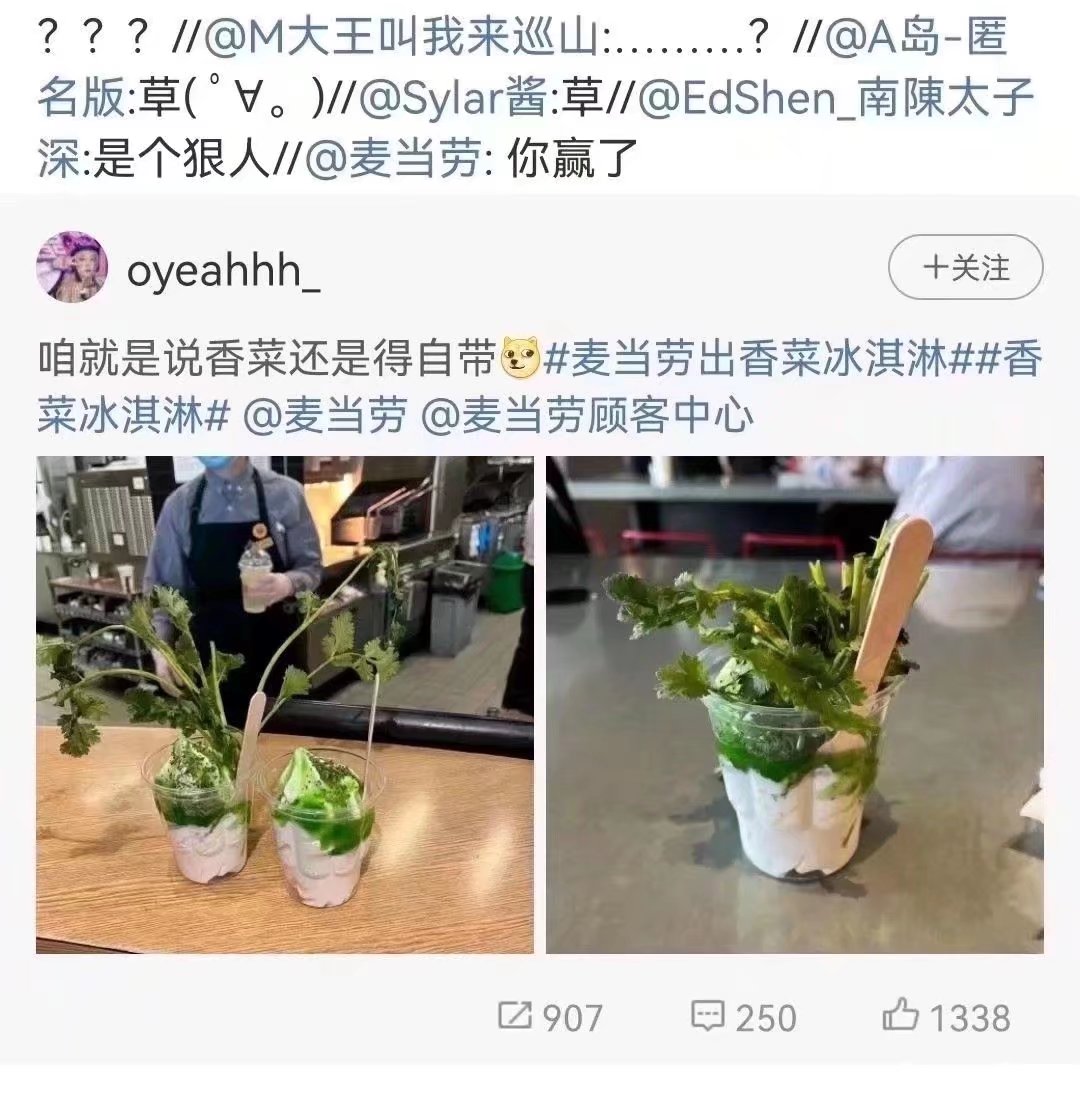 ？？？//@M大王叫我来巡山:.........？//@A岛-匿
名版:草( ﾟ∀。)//@Sylar酱:草//@EdShen_南陳太子
深:是个狠人//@麦当劳: 你赢了
oyeahhh_
＋关注
咱就是说香菜还是得自带#麦当劳出香菜冰淇淋##香
菜冰淇淋# @麦当劳 @麦当劳顾客中心
907
250
1338